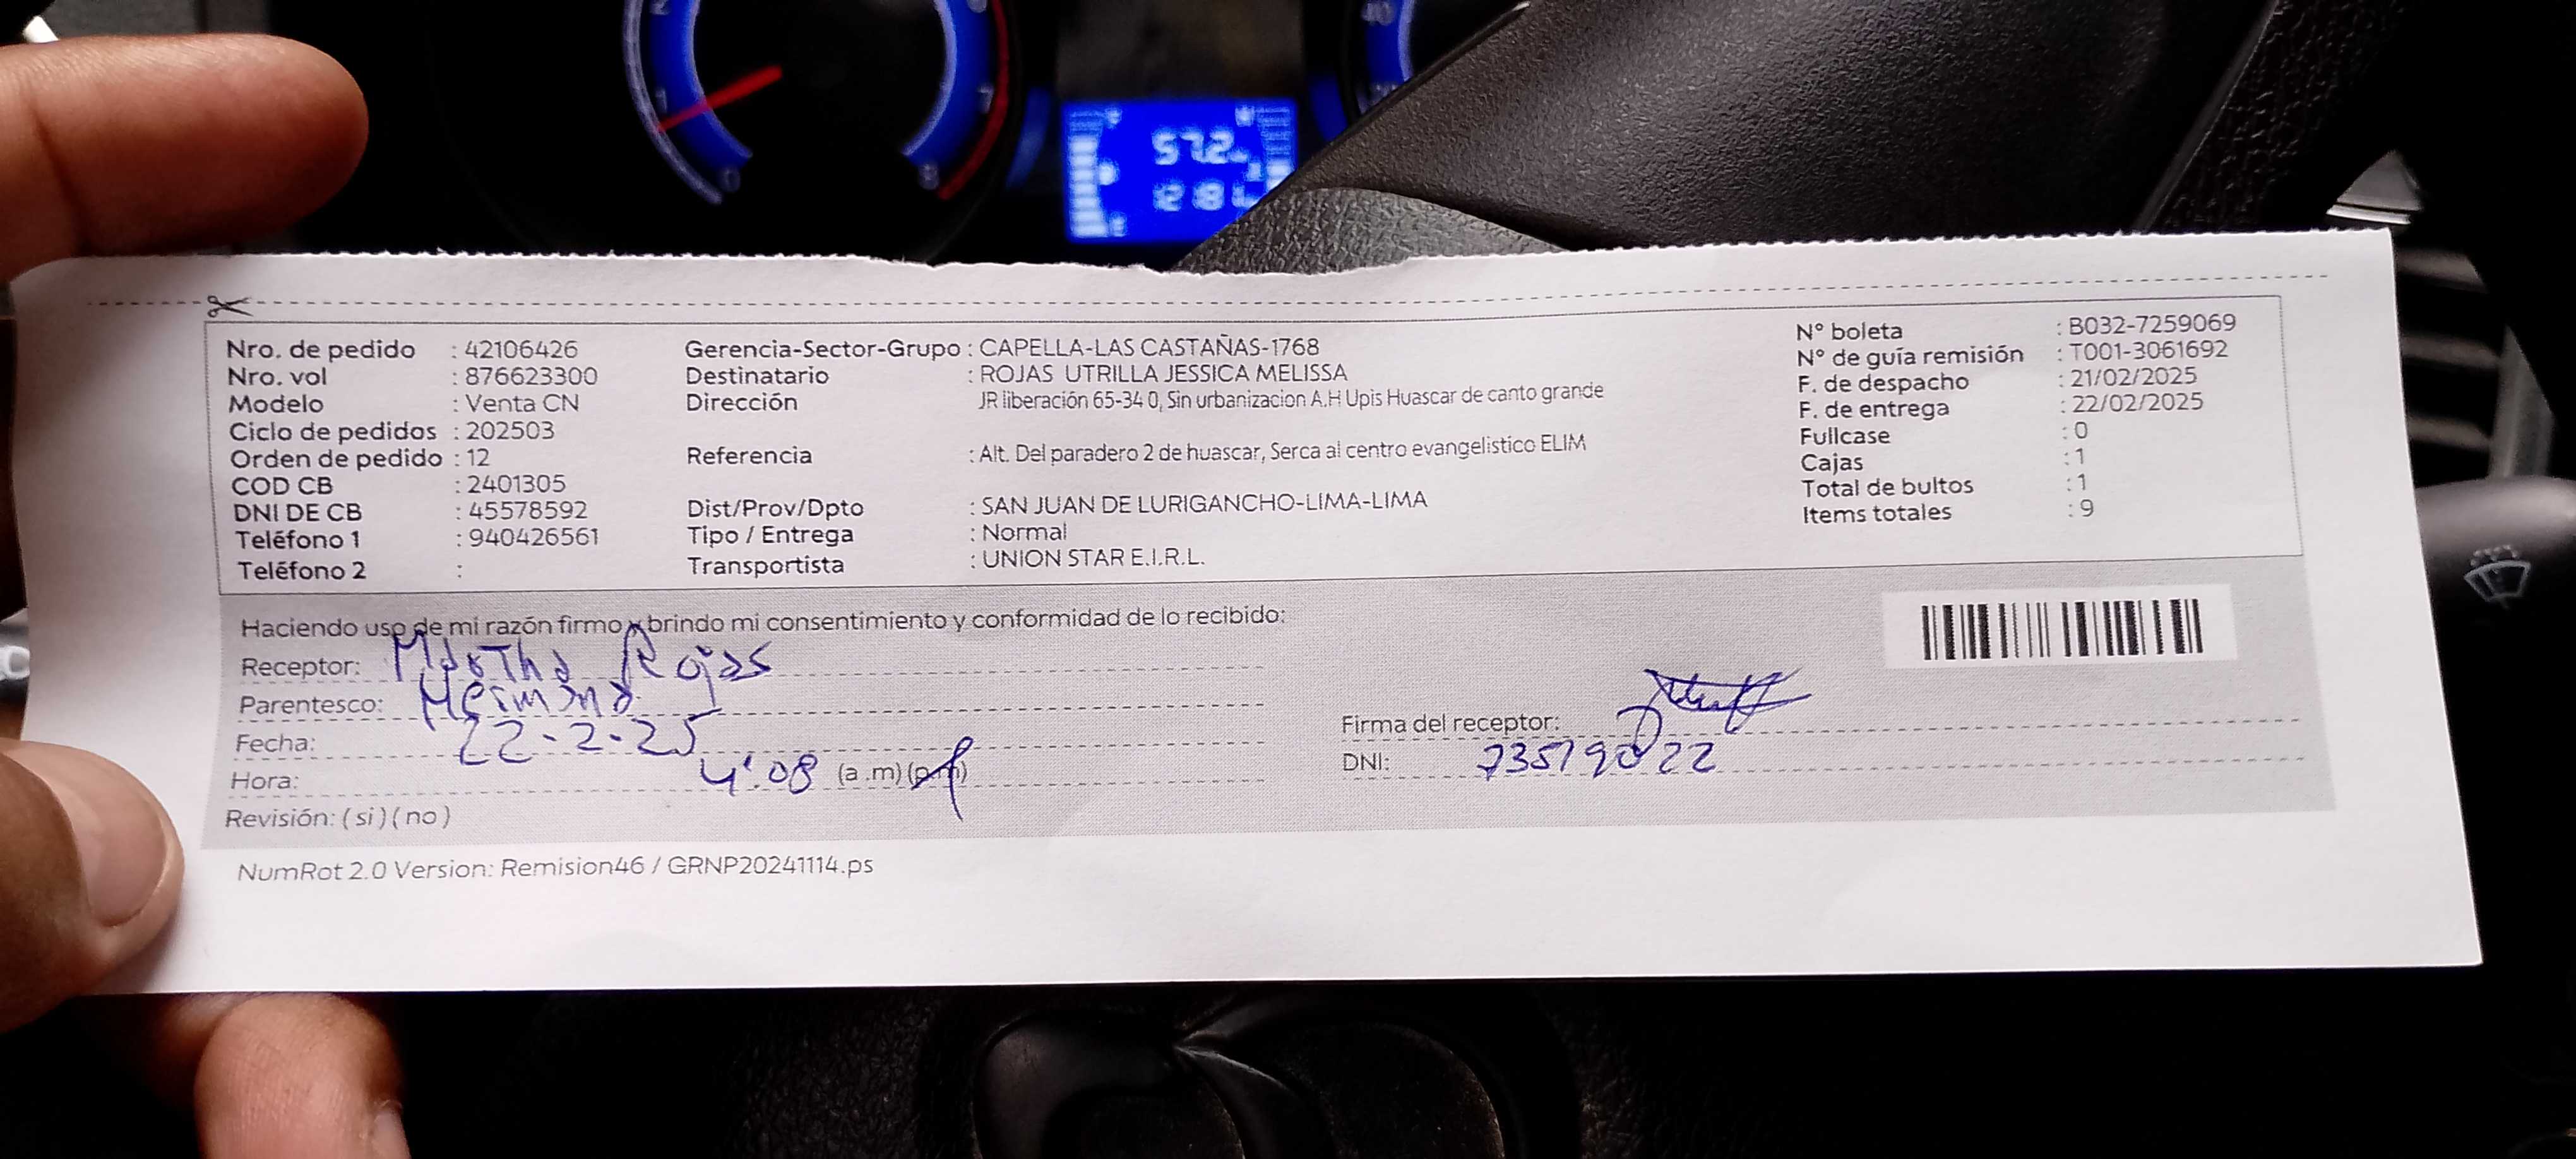 Nro. de pedido : 42106426
Nro. vol : 876623300
Modelo : Venta CN
Ciclo de pedidos : 202503
Orden de pedido : 12
COD CB : 2401305
DNI DE CB : 45578592
Teléfono 1 : 940426561
Teléfono 2 :
Gerencia-Sector-Grupo : CAPELLA-LAS CASTAÑAS-1768
Destinatario : ROJAS UTRILLA JESSICA MELISSA
Dirección JR liberación 65-34 0, Sin urbanizacion A.H Upis Huascar de canto grande
Referencia : Alt. Del paradero 2 de huascar, Serca al centro evangelistico ELIM
Dist/Prov/Dpto : SAN JUAN DE LURIGANCHO-LIMA-LIMA
Tipo / Entrega : Normal
Transportista : UNION STAR E.I.R.L.
N° boleta : B032-7259069
N° de guía remisión : T001-3061692
F. de despacho : 21/02/2025
F. de entrega : 22/02/2025
Fullcase : 0
Cajas : 1
Total de bultos : 1
Items totales : 9
Haciendo uso de mi razón firmo y brindo mi consentimiento y conformidad de lo recibido:
Receptor: Martha Rojas
Parentesco: Hermana
Fecha: 22-2-25
Hora: 4:08 (a .m) (p.m)
Revisión: ( si ) ( no )
Firma del receptor:
DNI: 73519022
NumRot 2.0 Version: Remision46 / GRNP20241114.ps